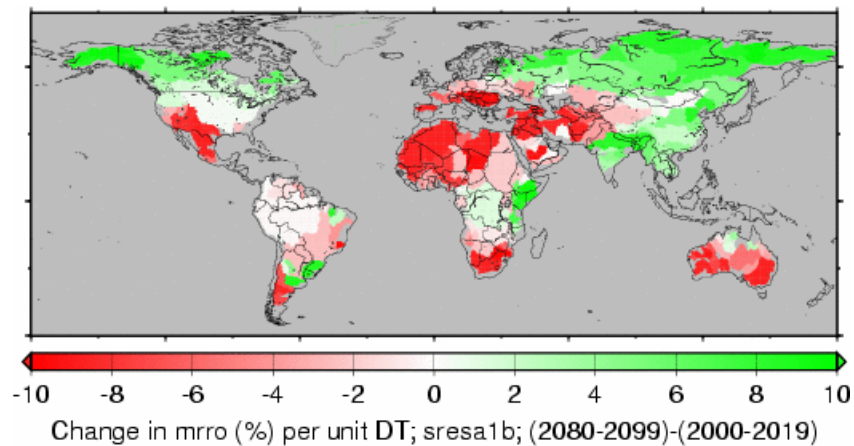 -10 -8 -6 -4 -2 0 2 4 6 8 10
Change in mrro (%) per unit DT; sresa1b; (2080-2099)-(2000-2019)